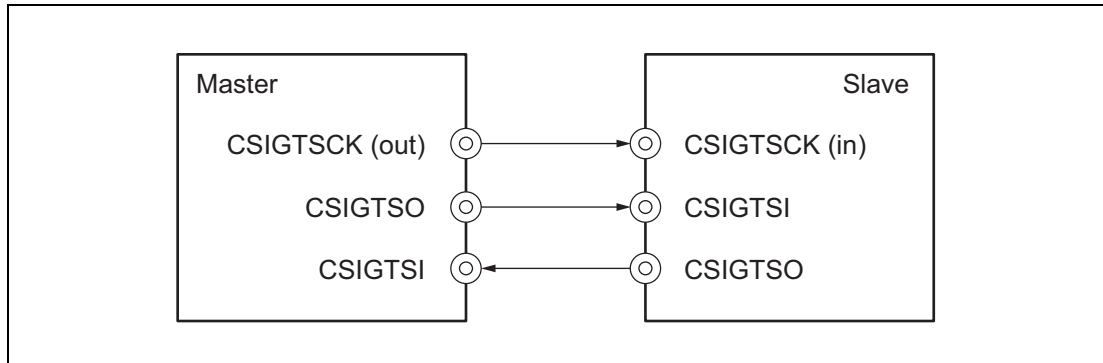 Master
Slave
CSIGTSCK (out)
CSIGTSCK (in)
CSIGTSO
CSIGTSI
CSIGTSI
CSIGTSO